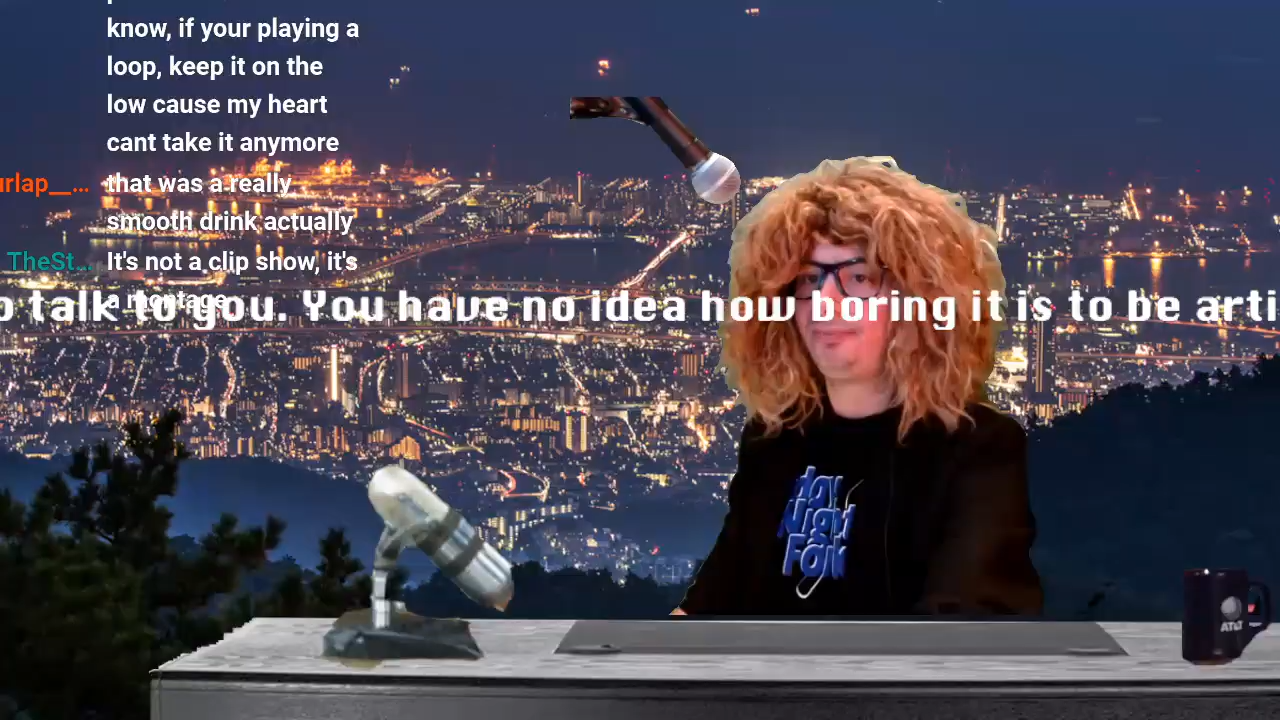 know, if your playing a
loop, keep it on the
low cause my heart
cant take it anymore
urlap__… that was a really
smooth drink actually
TheSt… It's not a clip show, it's
a montage
o talk to you. You have no idea how boring it is to be arti
AT&T